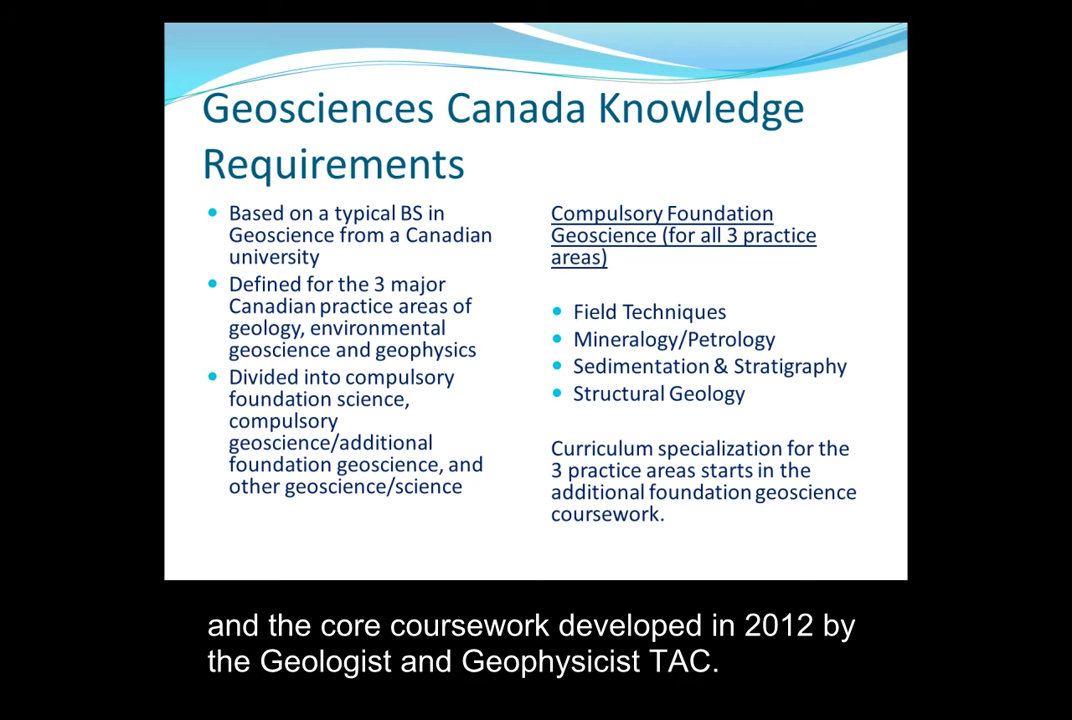 Geosciences Canada Knowledge
Requirements
Based on a typical BS in
Geoscience from a Canadian
university
Defined for the 3 major
Canadian practice areas of
geology, environmental
geoscience and geophysics
Divided into compulsory
foundation science,
compulsory
geoscience/additional
foundation geoscience, and
other geoscience/science
Compulsory Foundation
Geoscience (for all 3 practice
areas)
Field Techniques
Mineralogy/Petrology
Sedimentation & Stratigraphy
Structural Geology
Curriculum specialization for the
3 practice areas starts in the
additional foundation geoscience
coursework.
and the core coursework developed in 2012 by
the Geologist and Geophysicist TAC.